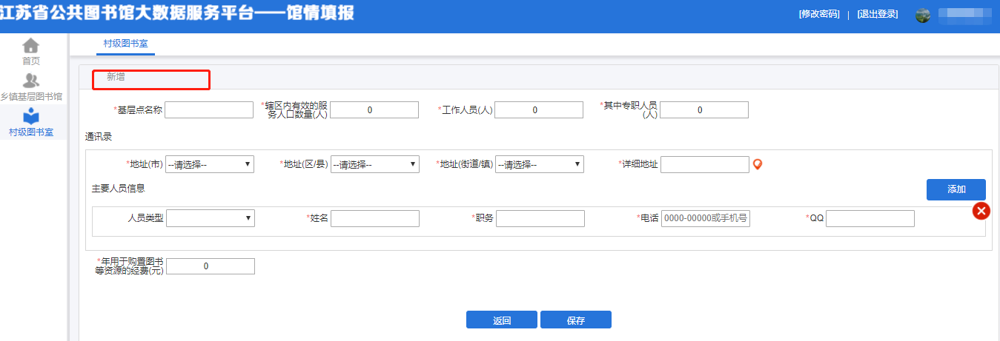 江苏省公共图书馆大数据服务平台——馆情填报
[修改密码] | [退出登录]
首页
乡镇基层图书馆
村级图书室
村级图书室
新增
*基层点名称
*辖区内有效的服
务人口数量(人)
0
*工作人员(人)
0
*其中专职人员
(人)
0
通讯录
*地址(市)
--请选择--
*地址(区/县)
--请选择--
*地址(街道/镇)
--请选择--
*详细地址
主要人员信息
添加
人员类型
*姓名
*职务
*电话
0000-00000或手机号
*QQ
*年用于购置图书
等资源的经费(元)
0
返回
保存